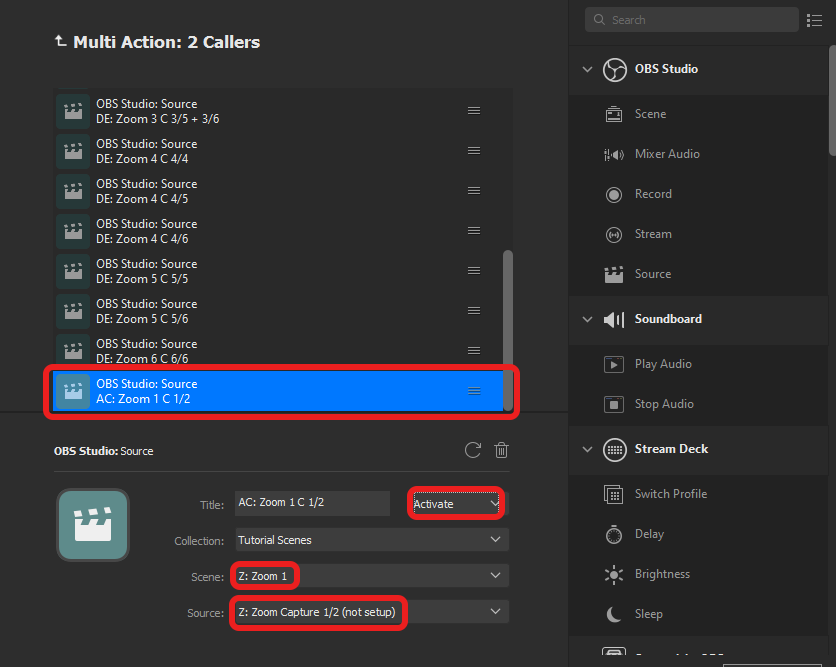 Multi Action: 2 Callers
OBS Studio: Source
DE: Zoom 3 C 3/5 + 3/6
OBS Studio: Source
DE: Zoom 4 C 4/4
OBS Studio: Source
DE: Zoom 4 C 4/5
OBS Studio: Source
DE: Zoom 4 C 4/6
OBS Studio: Source
DE: Zoom 5 C 5/5
OBS Studio: Source
DE: Zoom 5 C 5/6
OBS Studio: Source
DE: Zoom 6 C 6/6
OBS Studio: Source
AC: Zoom 1 C 1/2
OBS Studio: Source
Title: AC: Zoom 1 C 1/2 Activate
Collection: Tutorial Scenes
Scene: Z: Zoom 1
Source: Z: Zoom Capture 1/2 (not setup)
Search
OBS Studio
Scene
Mixer Audio
Record
Stream
Source
Soundboard
Play Audio
Stop Audio
Stream Deck
Switch Profile
Delay
Brightness
Sleep